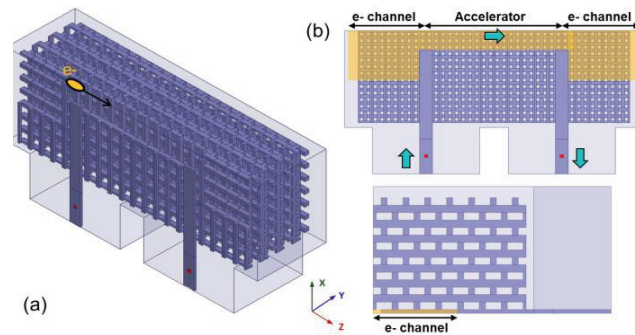 e-
(a)
X
Y
Z
(b)
e- channel
Accelerator
e- channel
e- channel